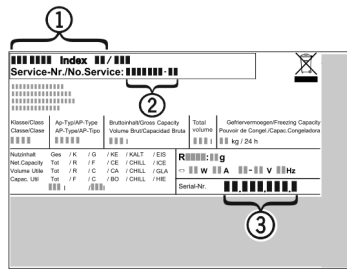 1
Index /
Service-Nr./No.Service: -
2
Klasse/Class Ap-Typ/AP-Type Bruttoinhalt/Gross Capacity Total Gefriervermoegen/Freezing Capacity
Classe/Clase AP-Type/AP-Tipo Volume Brut/Capacidad Bruta volume Pouvoir de Congel./Capac.Congeladora
l l kg / 24 h
Nutzinhalt Ges / K / G / KE / KALT / EIS
Net.Capacity Tot / R / F / CE / CHILL / ICE
Volume Utile Tot / R / C / CA / CHILL / GLA
Capac. Util Tot / F / C / BO / CHILL / HIE
l / l
R : g
W A - V Hz
Serial-Nr. . . .
3